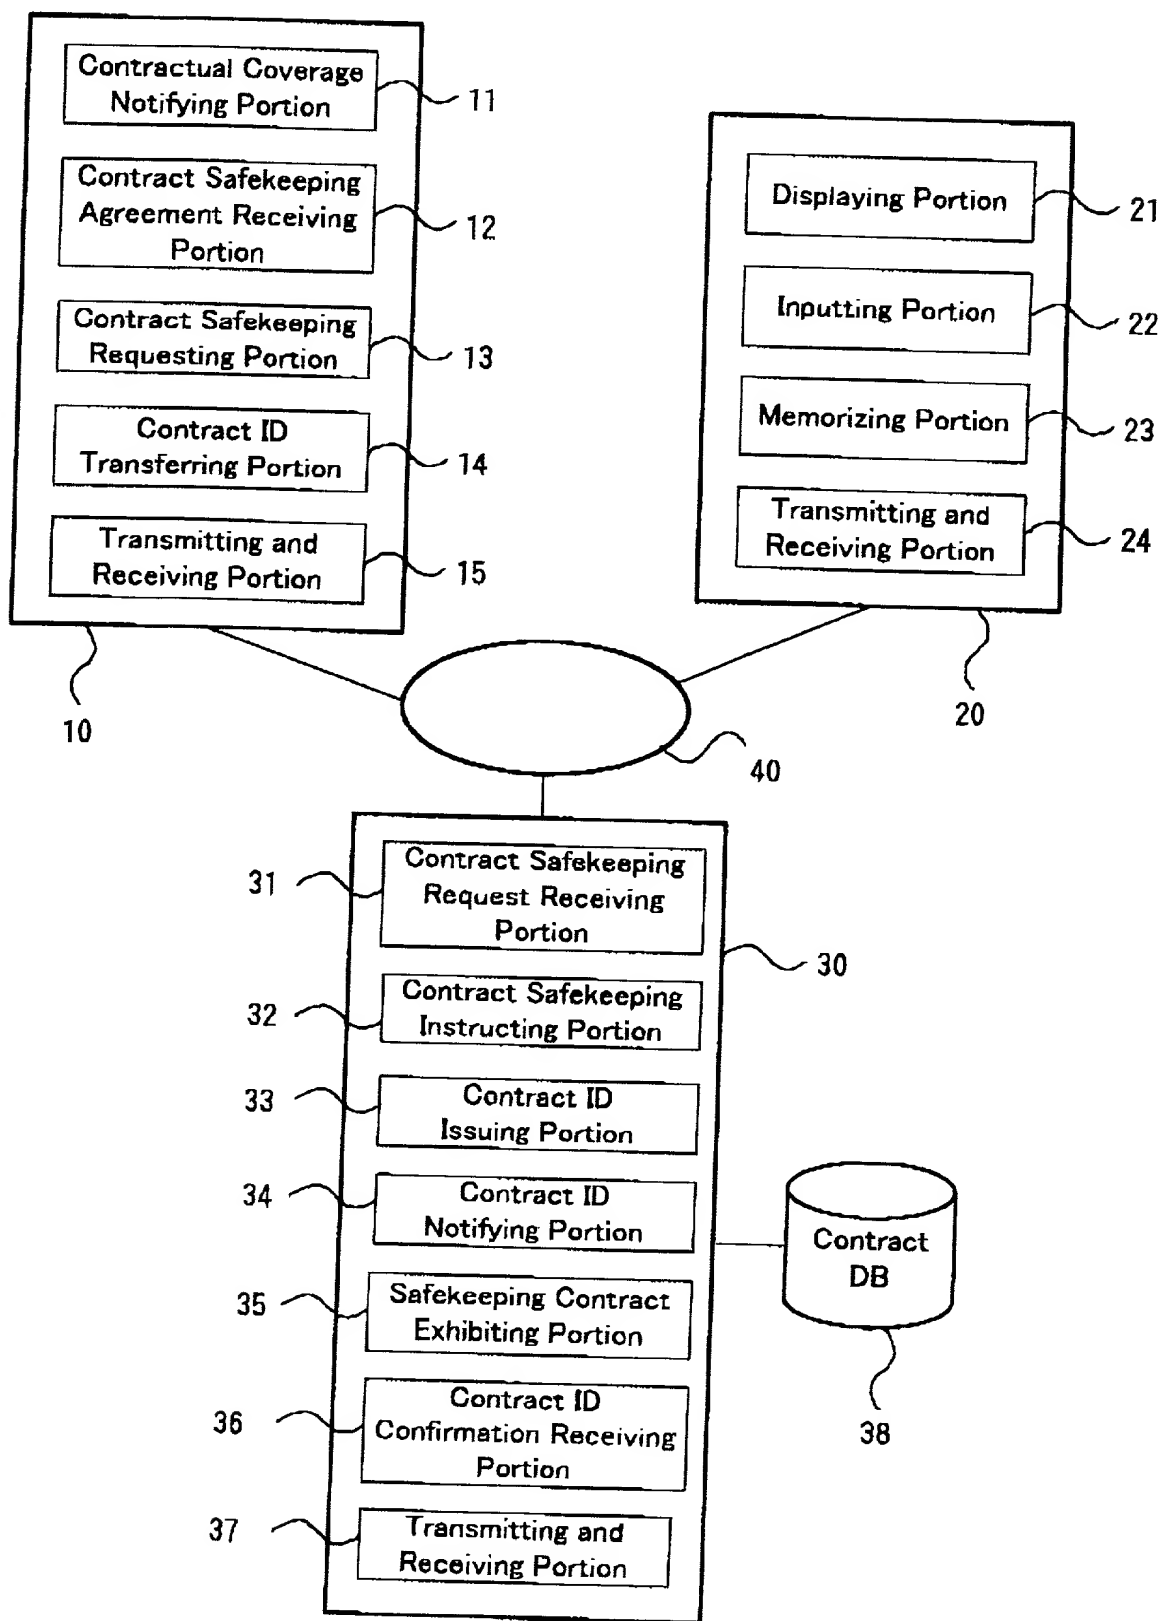 Contractual Coverage
Notifying Portion
11
Contract Safekeeping
Agreement Receiving
Portion
12
Contract Safekeeping
Requesting Portion
13
Contract ID
Transferring Portion
14
Transmitting and
Receiving Portion
15
10
Displaying Portion
21
Inputting Portion
22
Memorizing Portion
23
Transmitting and
Receiving Portion
24
20
40
31
Contract Safekeeping
Request Receiving
Portion
30
32
Contract Safekeeping
Instructing Portion
33
Contract ID
Issuing Portion
34
Contract ID
Notifying Portion
35
Safekeeping Contract
Exhibiting Portion
36
Contract ID
Confirmation Receiving
Portion
37
Transmitting and
Receiving Portion
Contract
DB
38